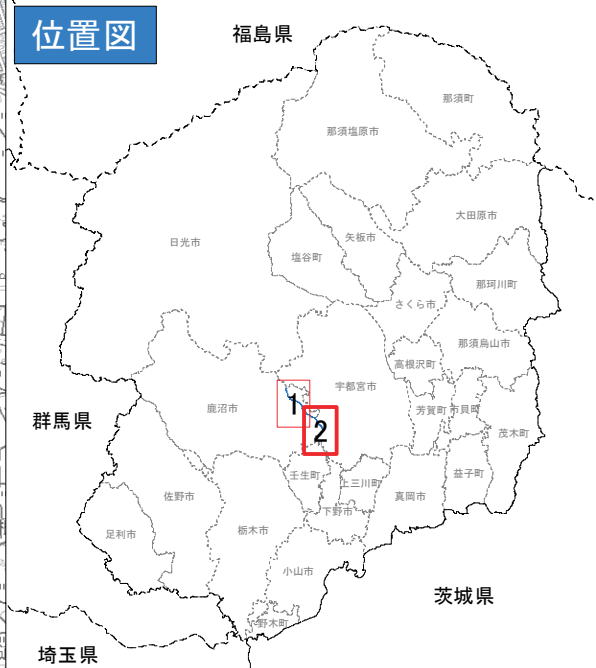 位置図
福島県
那須町
那須塩原市
大田原市
矢板市
日光市
塩谷町
那珂川町
さくら市
那須烏山市
高根沢町
宇都宮市
1
鹿沼市
芳賀町
市貝町
群馬県
2
茂木町
壬生町
上三川町
益子町
佐野市
真岡市
下野市
足利市
栃木市
小山市
茨城県
野木町
埼玉県